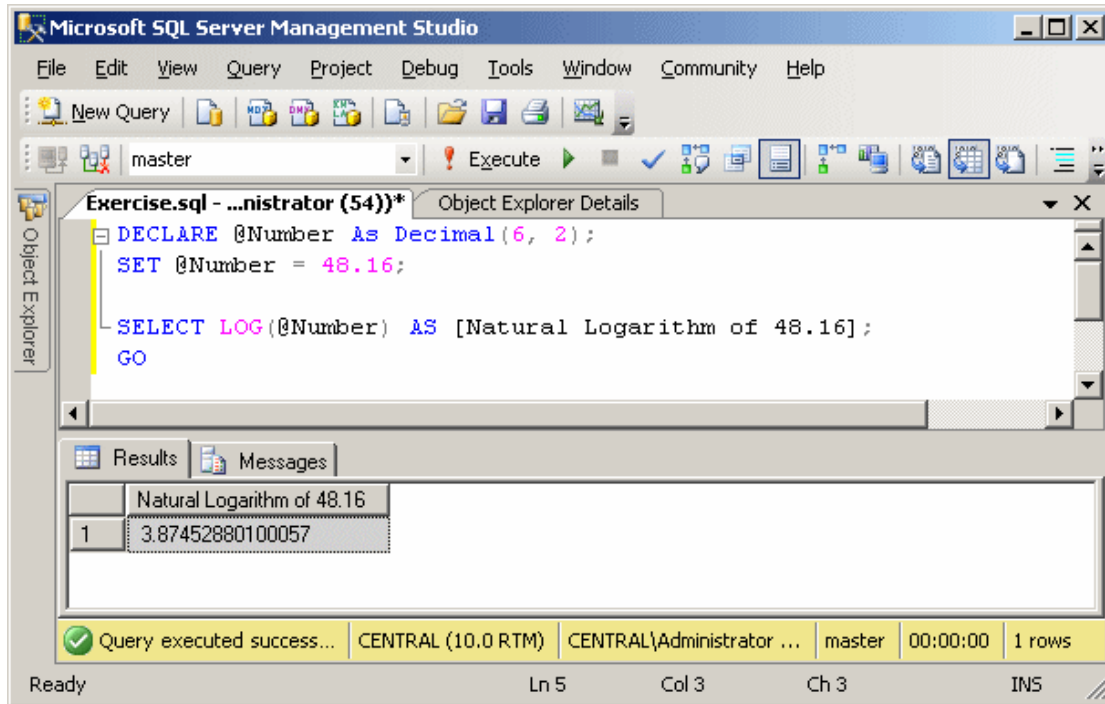 Microsoft SQL Server Management Studio
File Edit View Query Project Debug Tools Window Community Help
New Query
master Execute
Exercise.sql - ...nistrator (54))* Object Explorer Details
Object Explorer
DECLARE @Number As Decimal(6, 2);
SET @Number = 48.16;
SELECT LOG(@Number) AS [Natural Logarithm of 48.16];
GO
Results Messages
Natural Logarithm of 48.16
1 3.87452880100057
Query executed success... CENTRAL (10.0 RTM) CENTRAL\Administrator ... master 00:00:00 1 rows
Ready Ln 5 Col 3 Ch 3 INS